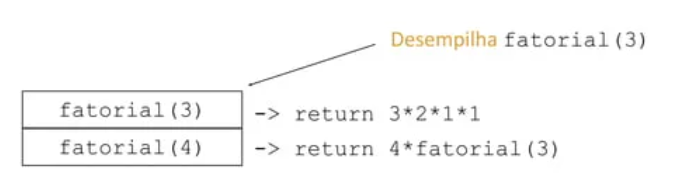 Desempilha fatorial(3)
fatorial(3) -> return 3*2*1*1
fatorial(4) -> return 4*fatorial(3)